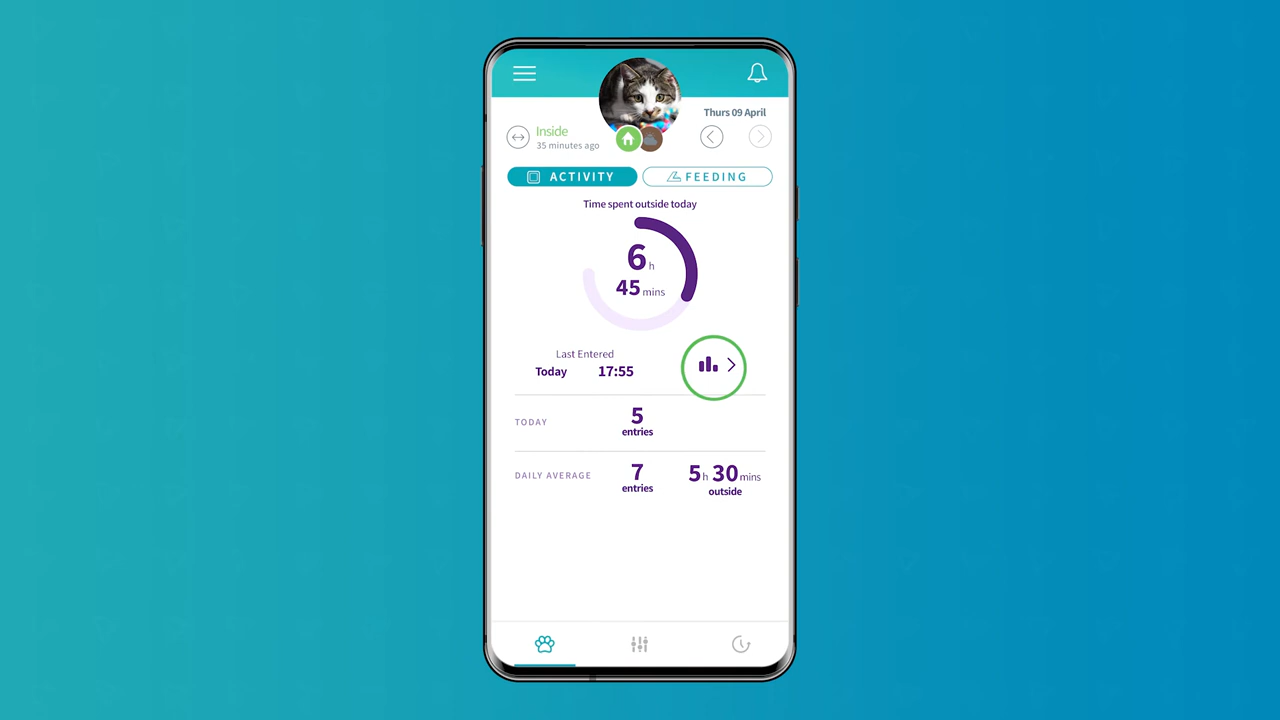 Thurs 09 April
Inside
35 minutes ago
ACTIVITY
FEEDING
Time spent outside today
6 h
45 mins
Last Entered
Today 17:55
TODAY
5
entries
DAILY AVERAGE
7
entries
5 h 30 mins
outside